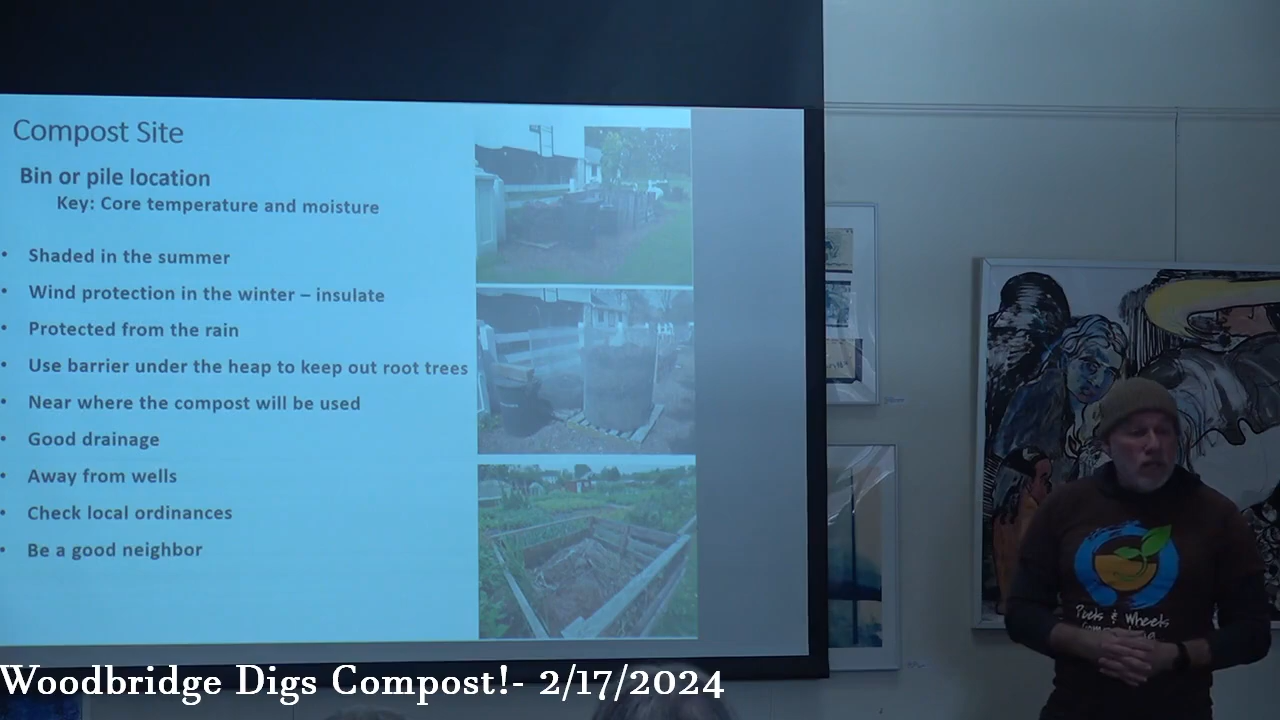 Compost Site
Bin or pile location
Key: Core temperature and moisture
• Shaded in the summer
• Wind protection in the winter – insulate
• Protected from the rain
• Use barrier under the heap to keep out root trees
• Near where the compost will be used
• Good drainage
• Away from wells
• Check local ordinances
• Be a good neighbor
Peels & Wheels
Woodbridge Digs Compost!- 2/17/2024